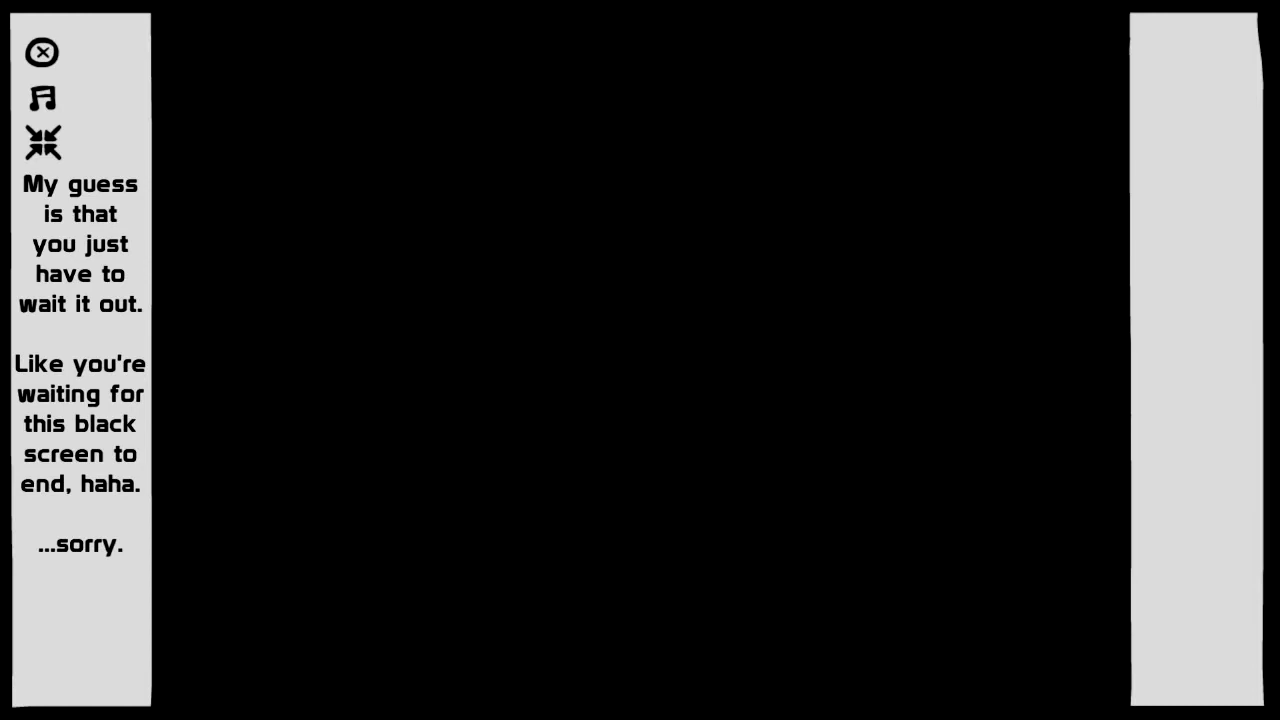 My guess
is that
you just
have to
wait it out.
Like you're
waiting for
this black
screen to
end, haha.
...sorry.